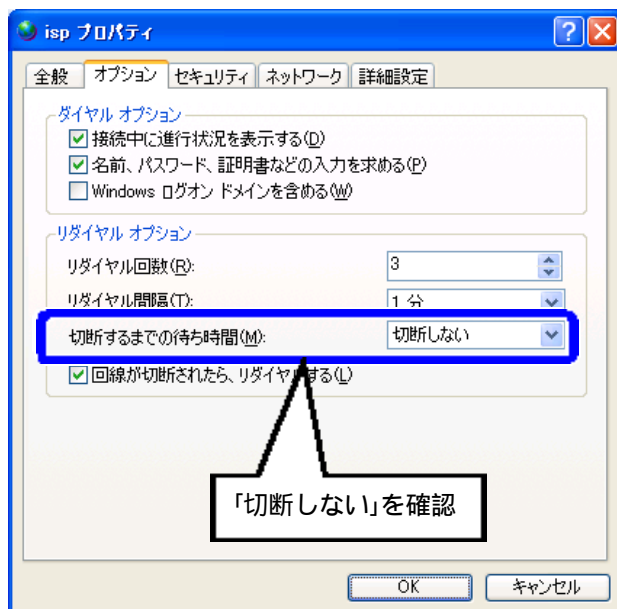 isp プロパティ
全般 オプション セキュリティ ネットワーク 詳細設定
ダイヤル オプション
接続中に進行状況を表示する(D)
名前、パスワード、証明書などの入力を求める(P)
Windows ログオン ドメインを含める(W)
リダイヤル オプション
リダイヤル回数(R): 3
リダイヤル間隔(T): 1 分
切断するまでの待ち時間(M): 切断しない
回線が切断されたら、リダイヤルする(L)
「切断しない」を確認
OK キャンセル